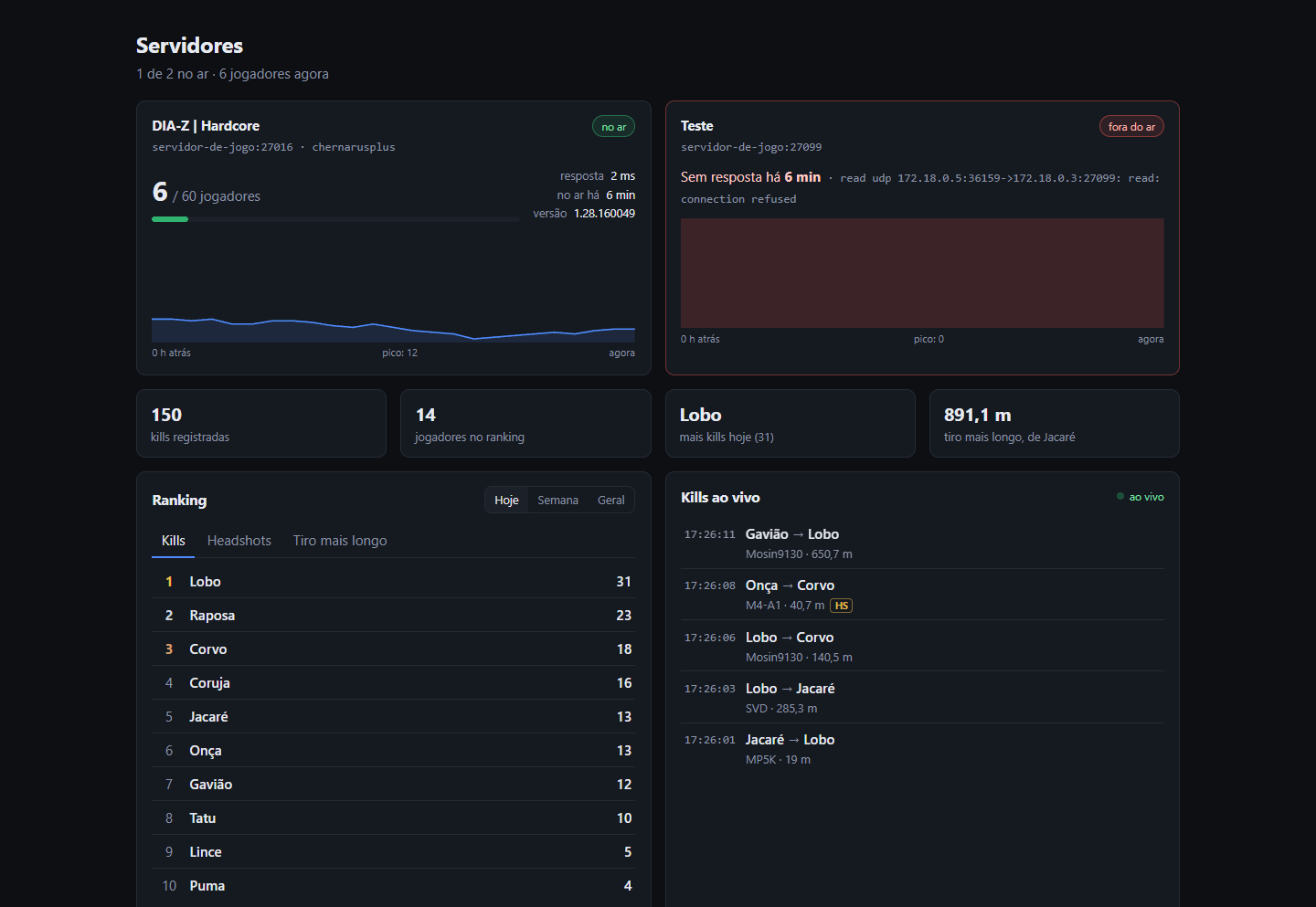 Servidores
1 de 2 no ar · 6 jogadores agora
DIA-Z | Hardcore
no ar
servidor-de-jogo:27016 · chernarusplus
6 / 60 jogadores
resposta 2 ms
no ar há 6 min
versão 1.28.160049
0 h atrás
pico: 12
agora
Teste
fora do ar
servidor-de-jogo:27099
Sem resposta há 6 min · read udp 172.18.0.5:36159->172.18.0.3:27099: read:
connection refused
0 h atrás
pico: 0
agora
150
kills registradas
14
jogadores no ranking
Lobo
mais kills hoje (31)
891,1 m
tiro mais longo, de Jacaré
Ranking
Hoje
Semana
Geral
Kills
Headshots
Tiro mais longo
1 Lobo 31
2 Raposa 23
3 Corvo 18
4 Coruja 16
5 Jacaré 13
6 Onça 13
7 Gavião 12
8 Tatu 10
9 Lince 5
10 Puma 4
Kills ao vivo
ao vivo
17:26:11 Gavião → Lobo
Mosin9130 · 650,7 m
17:26:08 Onça → Corvo
M4-A1 · 40,7 m HS
17:26:06 Lobo → Corvo
Mosin9130 · 140,5 m
17:26:03 Lobo → Jacaré
SVD · 285,3 m
17:26:01 Jacaré → Lobo
MP5K · 19 m